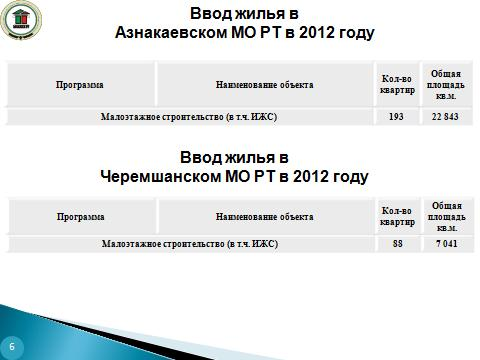 Ввод жилья в
Азнакаевском МО РТ в 2012 году
Программа Наименование объекта Кол-во квартир Общая площадь кв.м.
Малоэтажное строительство (в т.ч. ИЖС) 193 22 843
Ввод жилья в
Черемшанском МО РТ в 2012 году
Программа Наименование объекта Кол-во квартир Общая площадь кв.м.
Малоэтажное строительство (в т.ч. ИЖС) 88 7 041
6